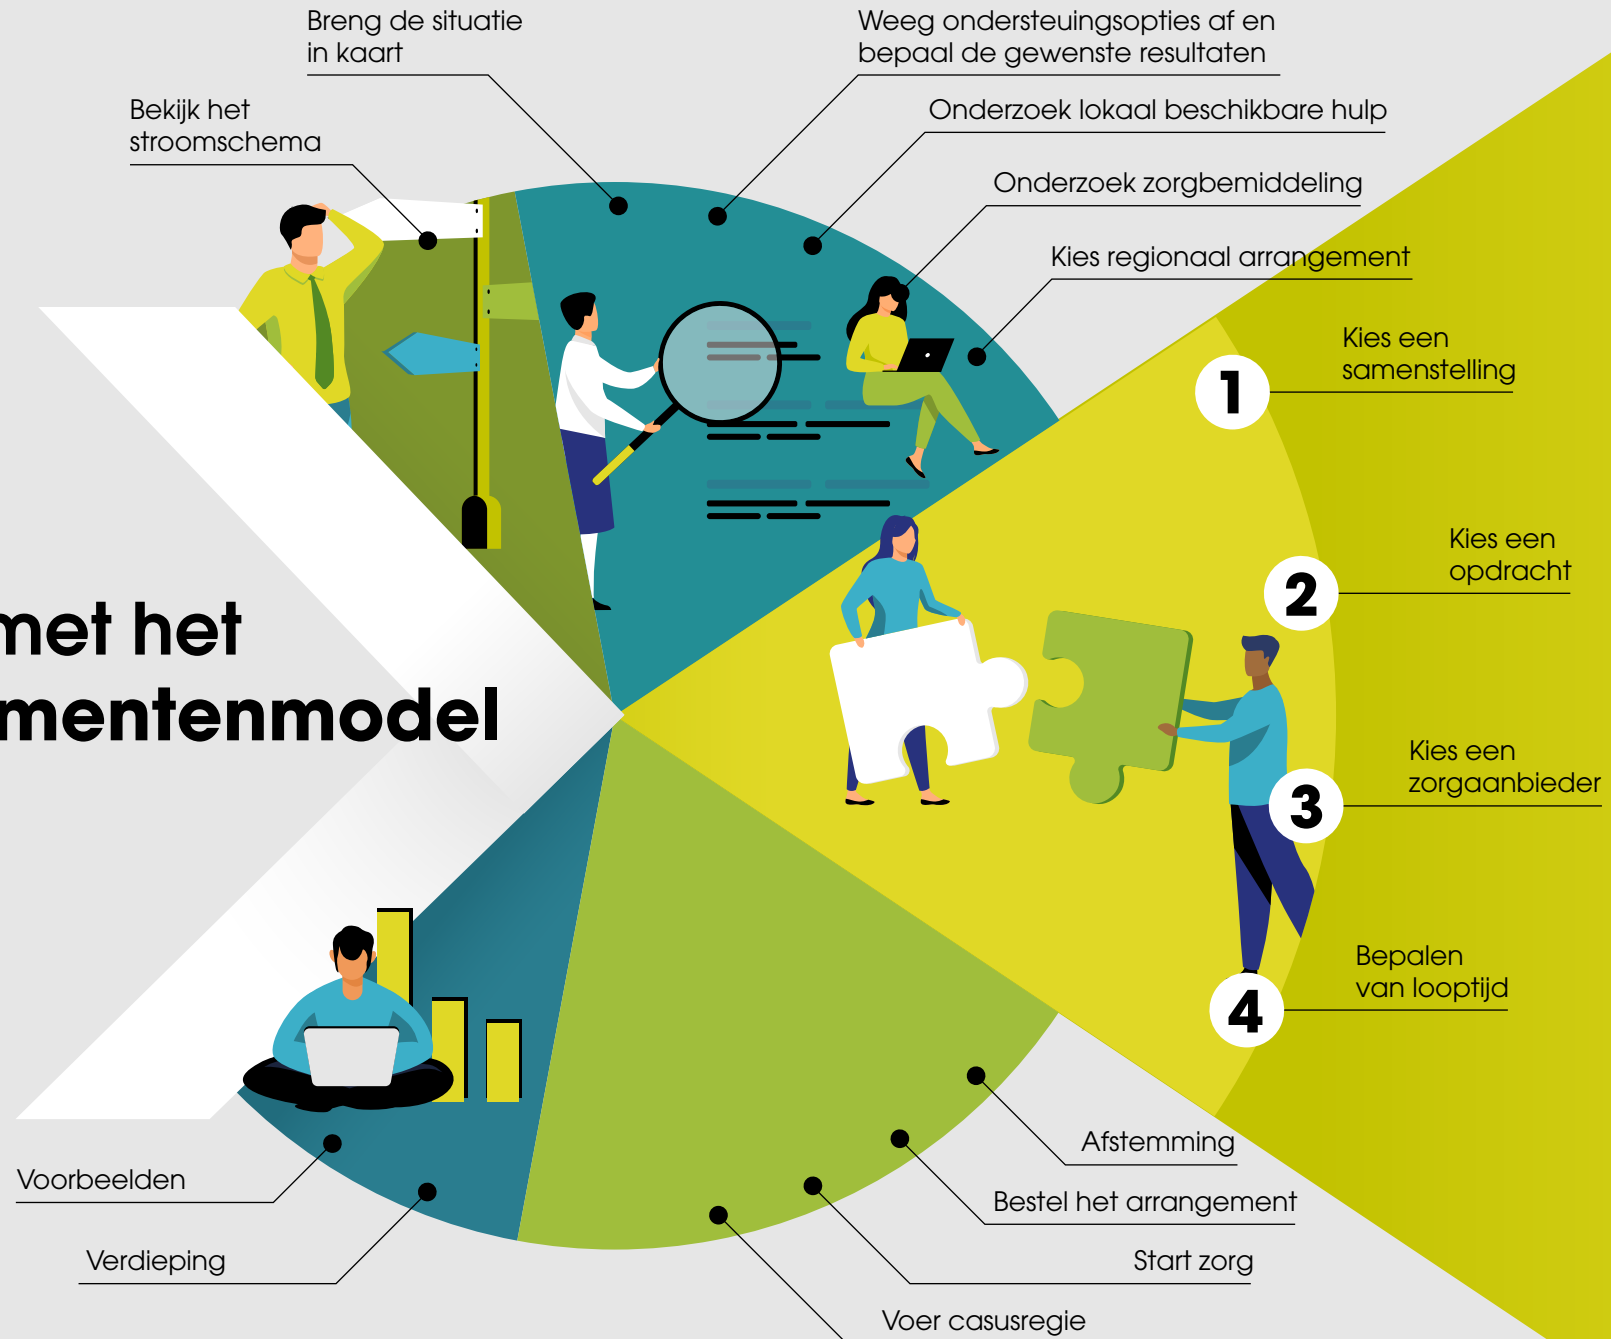 Breng de situatie
in kaart
Weeg ondersteuingsopties af en
bepaal de gewenste resultaten
Bekijk het
stroomschema
Onderzoek lokaal beschikbare hulp
Onderzoek zorgbemiddeling
Kies regionaal arrangement
1
Kies een
samenstelling
2
Kies een
opdracht
met het
mentenmodel
3
Kies een
zorgaanbieder
4
Bepalen
van looptijd
Afstemming
Bestel het arrangement
Start zorg
Voer casusregie
Voorbeelden
Verdieping